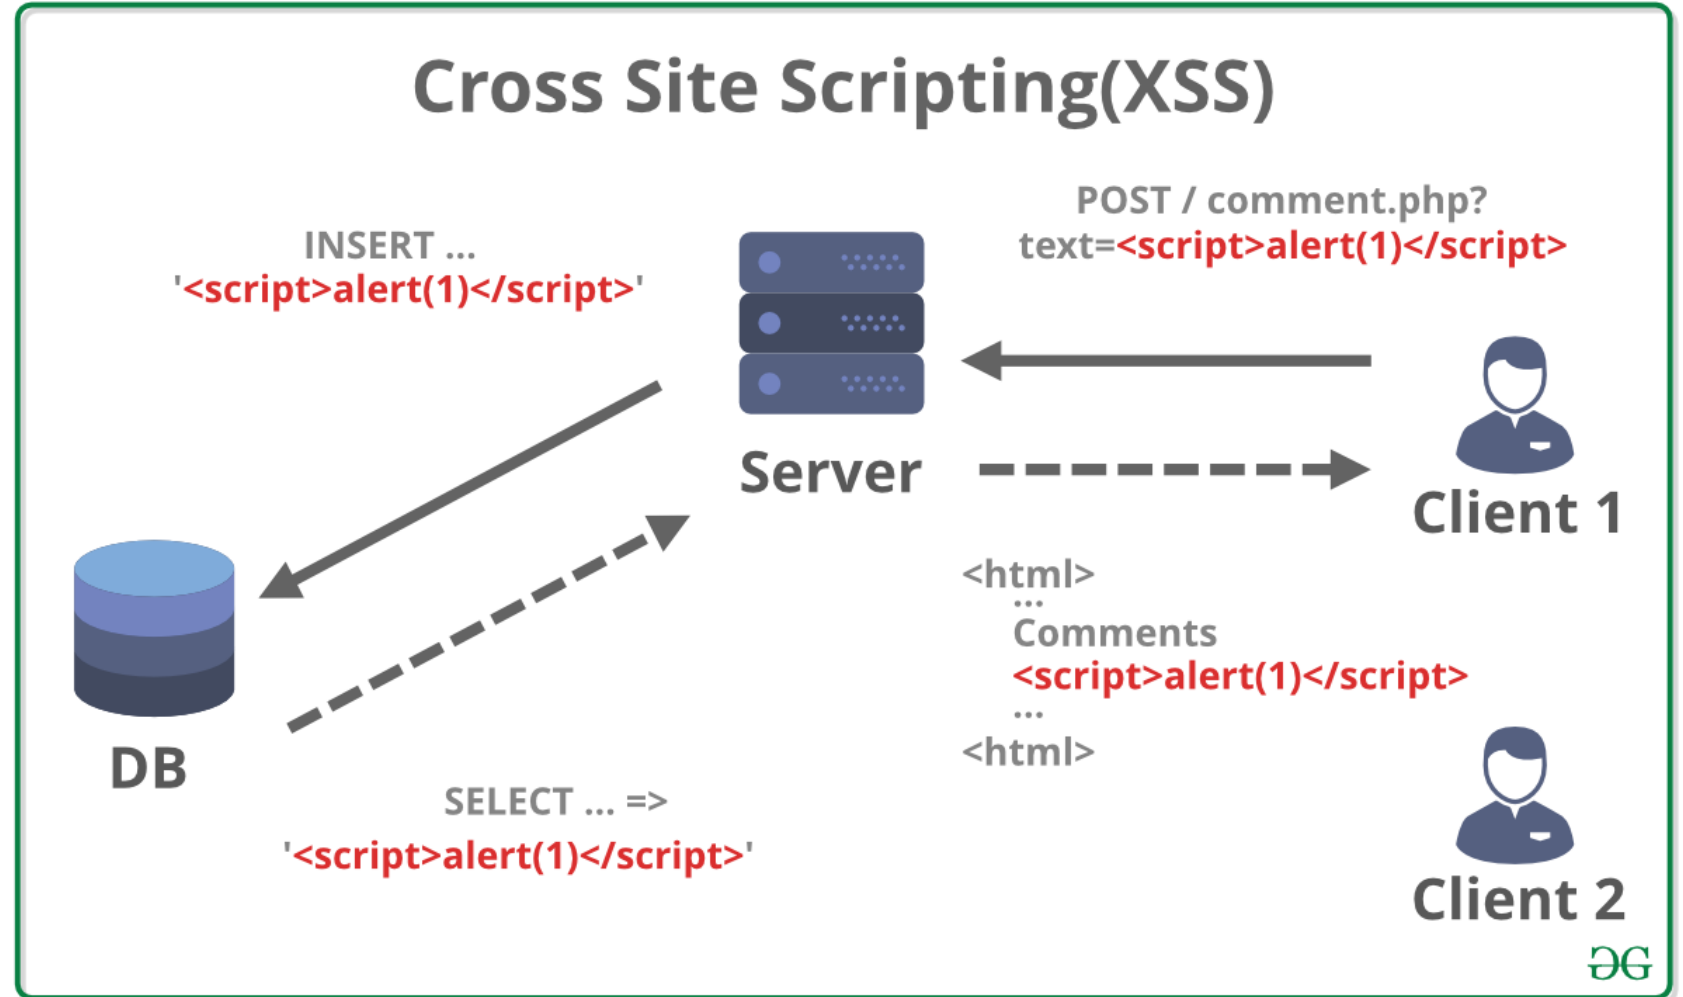 Cross Site Scripting(XSS)
POST / comment.php?
text=<script>alert(1)</script>
INSERT ...
'<script>alert(1)</script>'
Server
Client 1
<html>
...
Comments
<script>alert(1)</script>
...
<html>
DB
SELECT ... =>
'<script>alert(1)</script>'
Client 2
GG